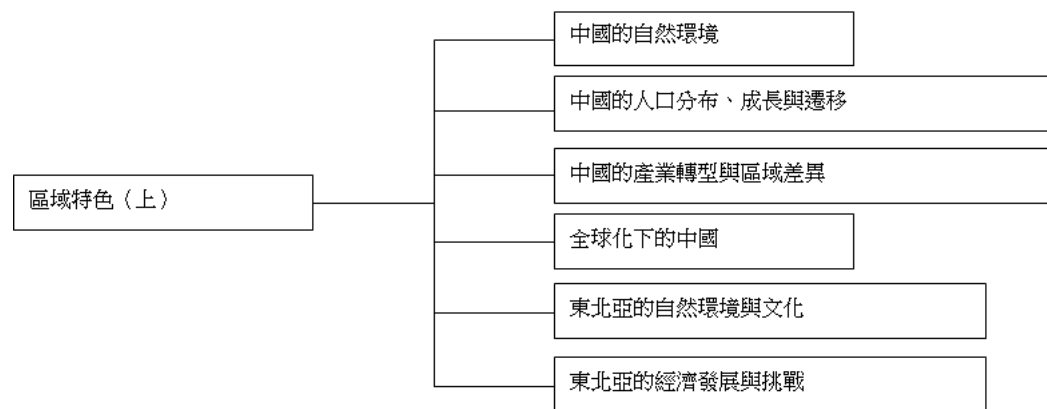 區域特色（上）
中國的自然環境
中國的人口分布、成長與遷移
中國的產業轉型與區域差異
全球化下的中國
東北亞的自然環境與文化
東北亞的經濟發展與挑戰